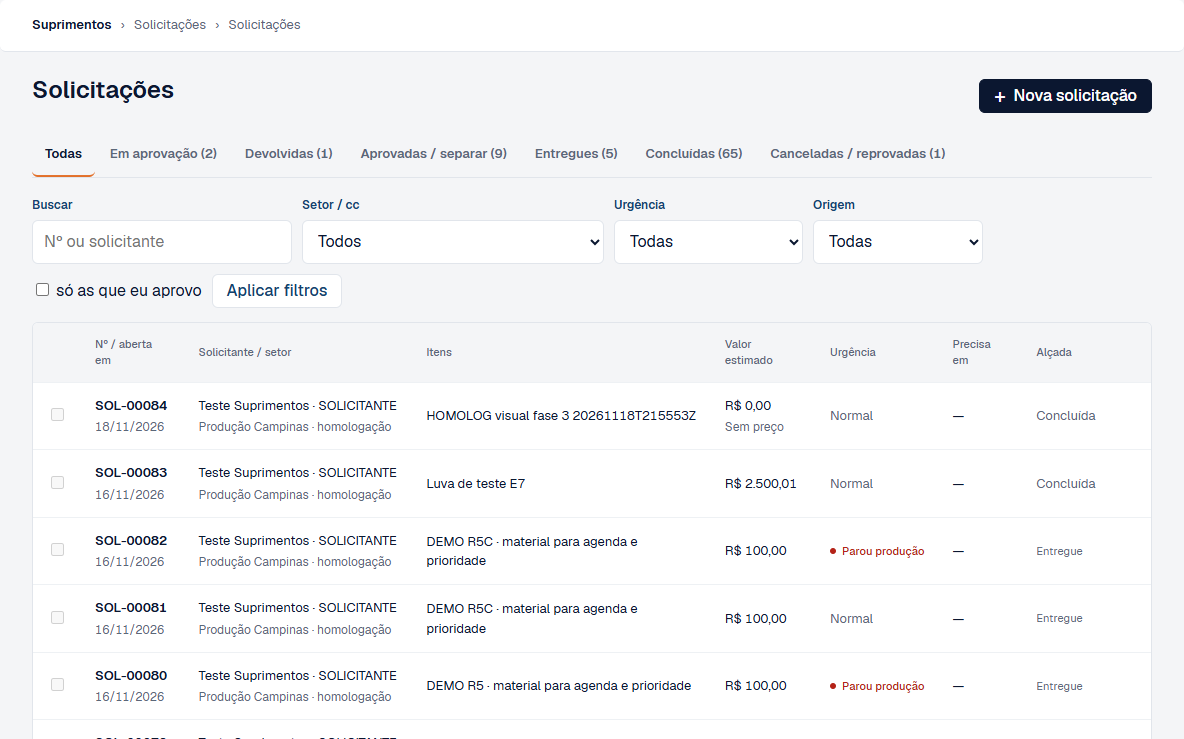 Suprimentos › Solicitações › Solicitações
Solicitações
+ Nova solicitação
Todas Em aprovação (2) Devolvidas (1) Aprovadas / separar (9) Entregues (5) Concluídas (65) Canceladas / reprovadas (1)
Buscar Setor / cc Urgência Origem
Nº ou solicitante Todos Todas Todas
só as que eu aprovo Aplicar filtros
Nº / aberta em Solicitante / setor Itens Valor estimado Urgência Precisa em Alçada
SOL-00084 Teste Suprimentos · SOLICITANTE HOMOLOG visual fase 3 20261118T215553Z R$ 0,00 Normal — Concluída
18/11/2026 Produção Campinas · homologação Sem preço
SOL-00083 Teste Suprimentos · SOLICITANTE Luva de teste E7 R$ 2.500,01 Normal — Concluída
16/11/2026 Produção Campinas · homologação
SOL-00082 Teste Suprimentos · SOLICITANTE DEMO R5C · material para agenda e R$ 100,00 Parou produção — Entregue
16/11/2026 Produção Campinas · homologação prioridade
SOL-00081 Teste Suprimentos · SOLICITANTE DEMO R5C · material para agenda e R$ 100,00 Normal — Entregue
16/11/2026 Produção Campinas · homologação prioridade
SOL-00080 Teste Suprimentos · SOLICITANTE DEMO R5 · material para agenda e prioridade R$ 100,00 Parou produção — Entregue
16/11/2026 Produção Campinas · homologação